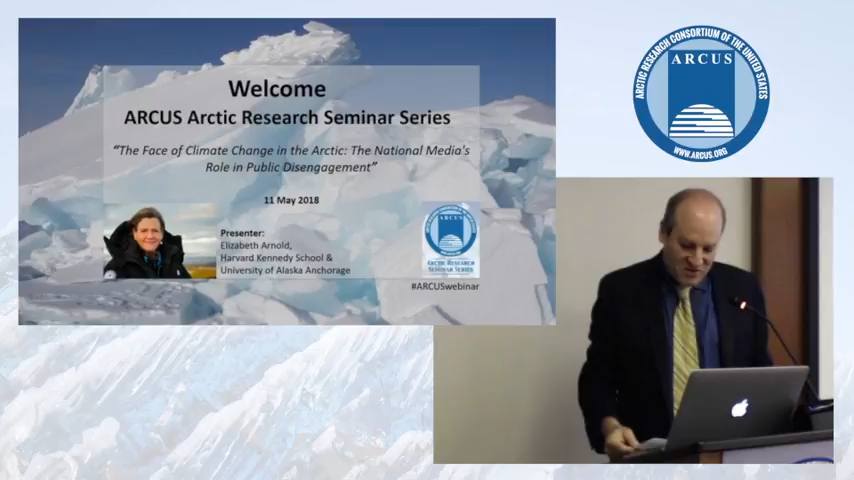 Welcome
ARCUS Arctic Research Seminar Series
“The Face of Climate Change in the Arctic: The National Media's
Role in Public Disengagement”
11 May 2018
Presenter:
Elizabeth Arnold,
Harvard Kennedy School &
University of Alaska Anchorage
ARCUS
ARCTIC RESEARCH
SEMINAR SERIES
#ARCUSwebinar
ARCTIC RESEARCH CONSORTIUM OF THE UNITED STATES
ARCUS
WWW.ARCUS.ORG